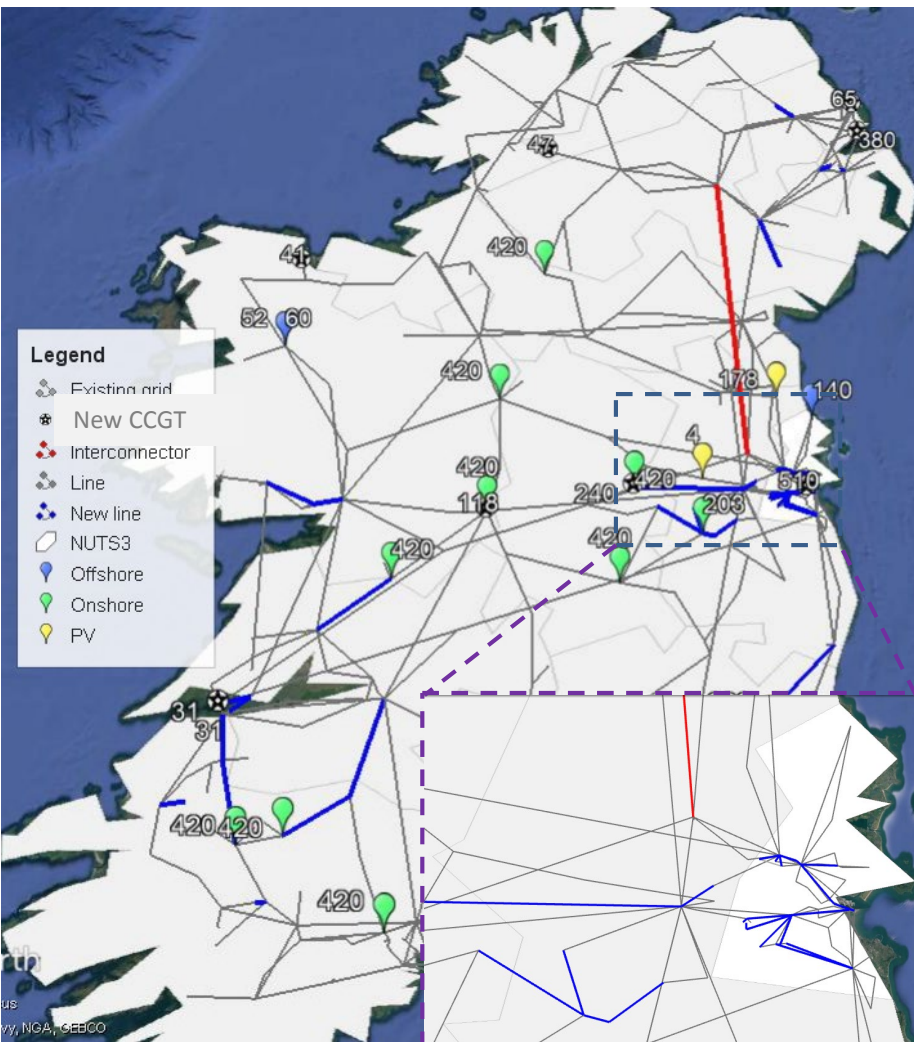 65
380
47
420
41
52 60
Legend
Existing grid
New CCGT
Interconnector
Line
New line
NUTS3
Offshore
Onshore
PV
420
178
140
4
420
118
420
240
510
203
420
420
31
31
420
420
420
rth
us
vy, NGA, GEBCO